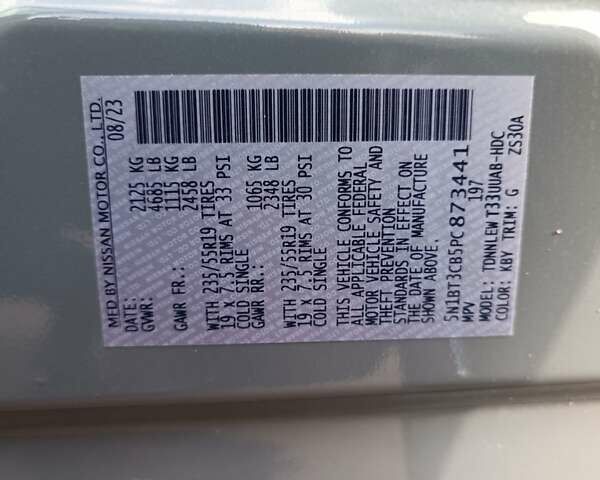 MFD BY NISSAN MOTOR CO., LTD.
DATE: 08/23
GVWR: 2125 KG
4685 LB
GAWR FR.: 1115 KG
2458 LB
WITH 235/55R19 TIRES
19 x 7.5 RIMS AT 33 PSI
COLD SINGLE
GAWR RR.: 1065 KG
2348 LB
WITH 235/55R19 TIRES
19 x 7.5 RIMS AT 30 PSI
COLD SINGLE
THIS VEHICLE CONFORMS TO
ALL APPLICABLE FEDERAL
MOTOR VEHICLE SAFETY AND
THEFT PREVENTION
STANDARDS IN EFFECT ON
THE DATE OF MANUFACTURE
SHOWN ABOVE.
5N1BT3CB5PC873441
MPV 197
MODEL: TDNNLEW T33UUAB-HDC
COLOR: KBY TRIM: G ZS30A